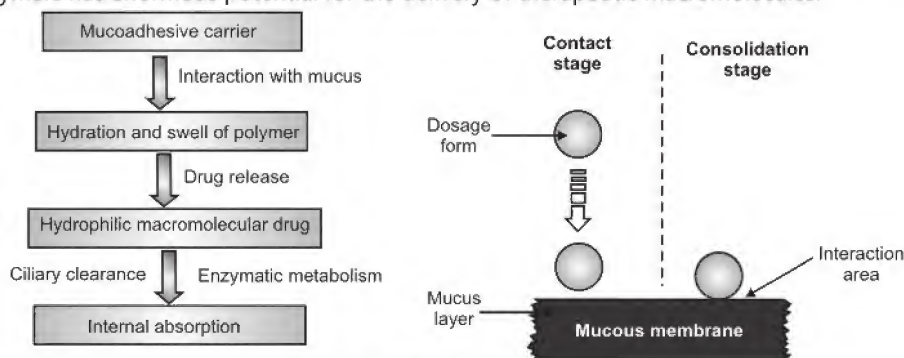 Mucoadhesive carrier
Interaction with mucus
Hydration and swell of polymer
Drug release
Hydrophilic macromolecular drug
Ciliary clearance
Enzymatic metabolism
Internal absorption
Contact
stage
Consolidation
stage
Dosage
form
Interaction
area
Mucus
layer
Mucous membrane